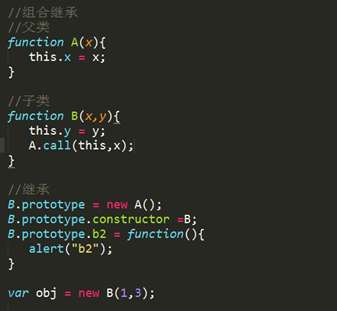 //组合继承
//父类
function A(x){
this.x = x;
}
//子类
function B(x,y){
this.y = y;
A.call(this,x);
}
//继承
B.prototype = new A();
B.prototype.constructor =B;
B.prototype.b2 = function(){
alert("b2");
}
var obj = new B(1,3);